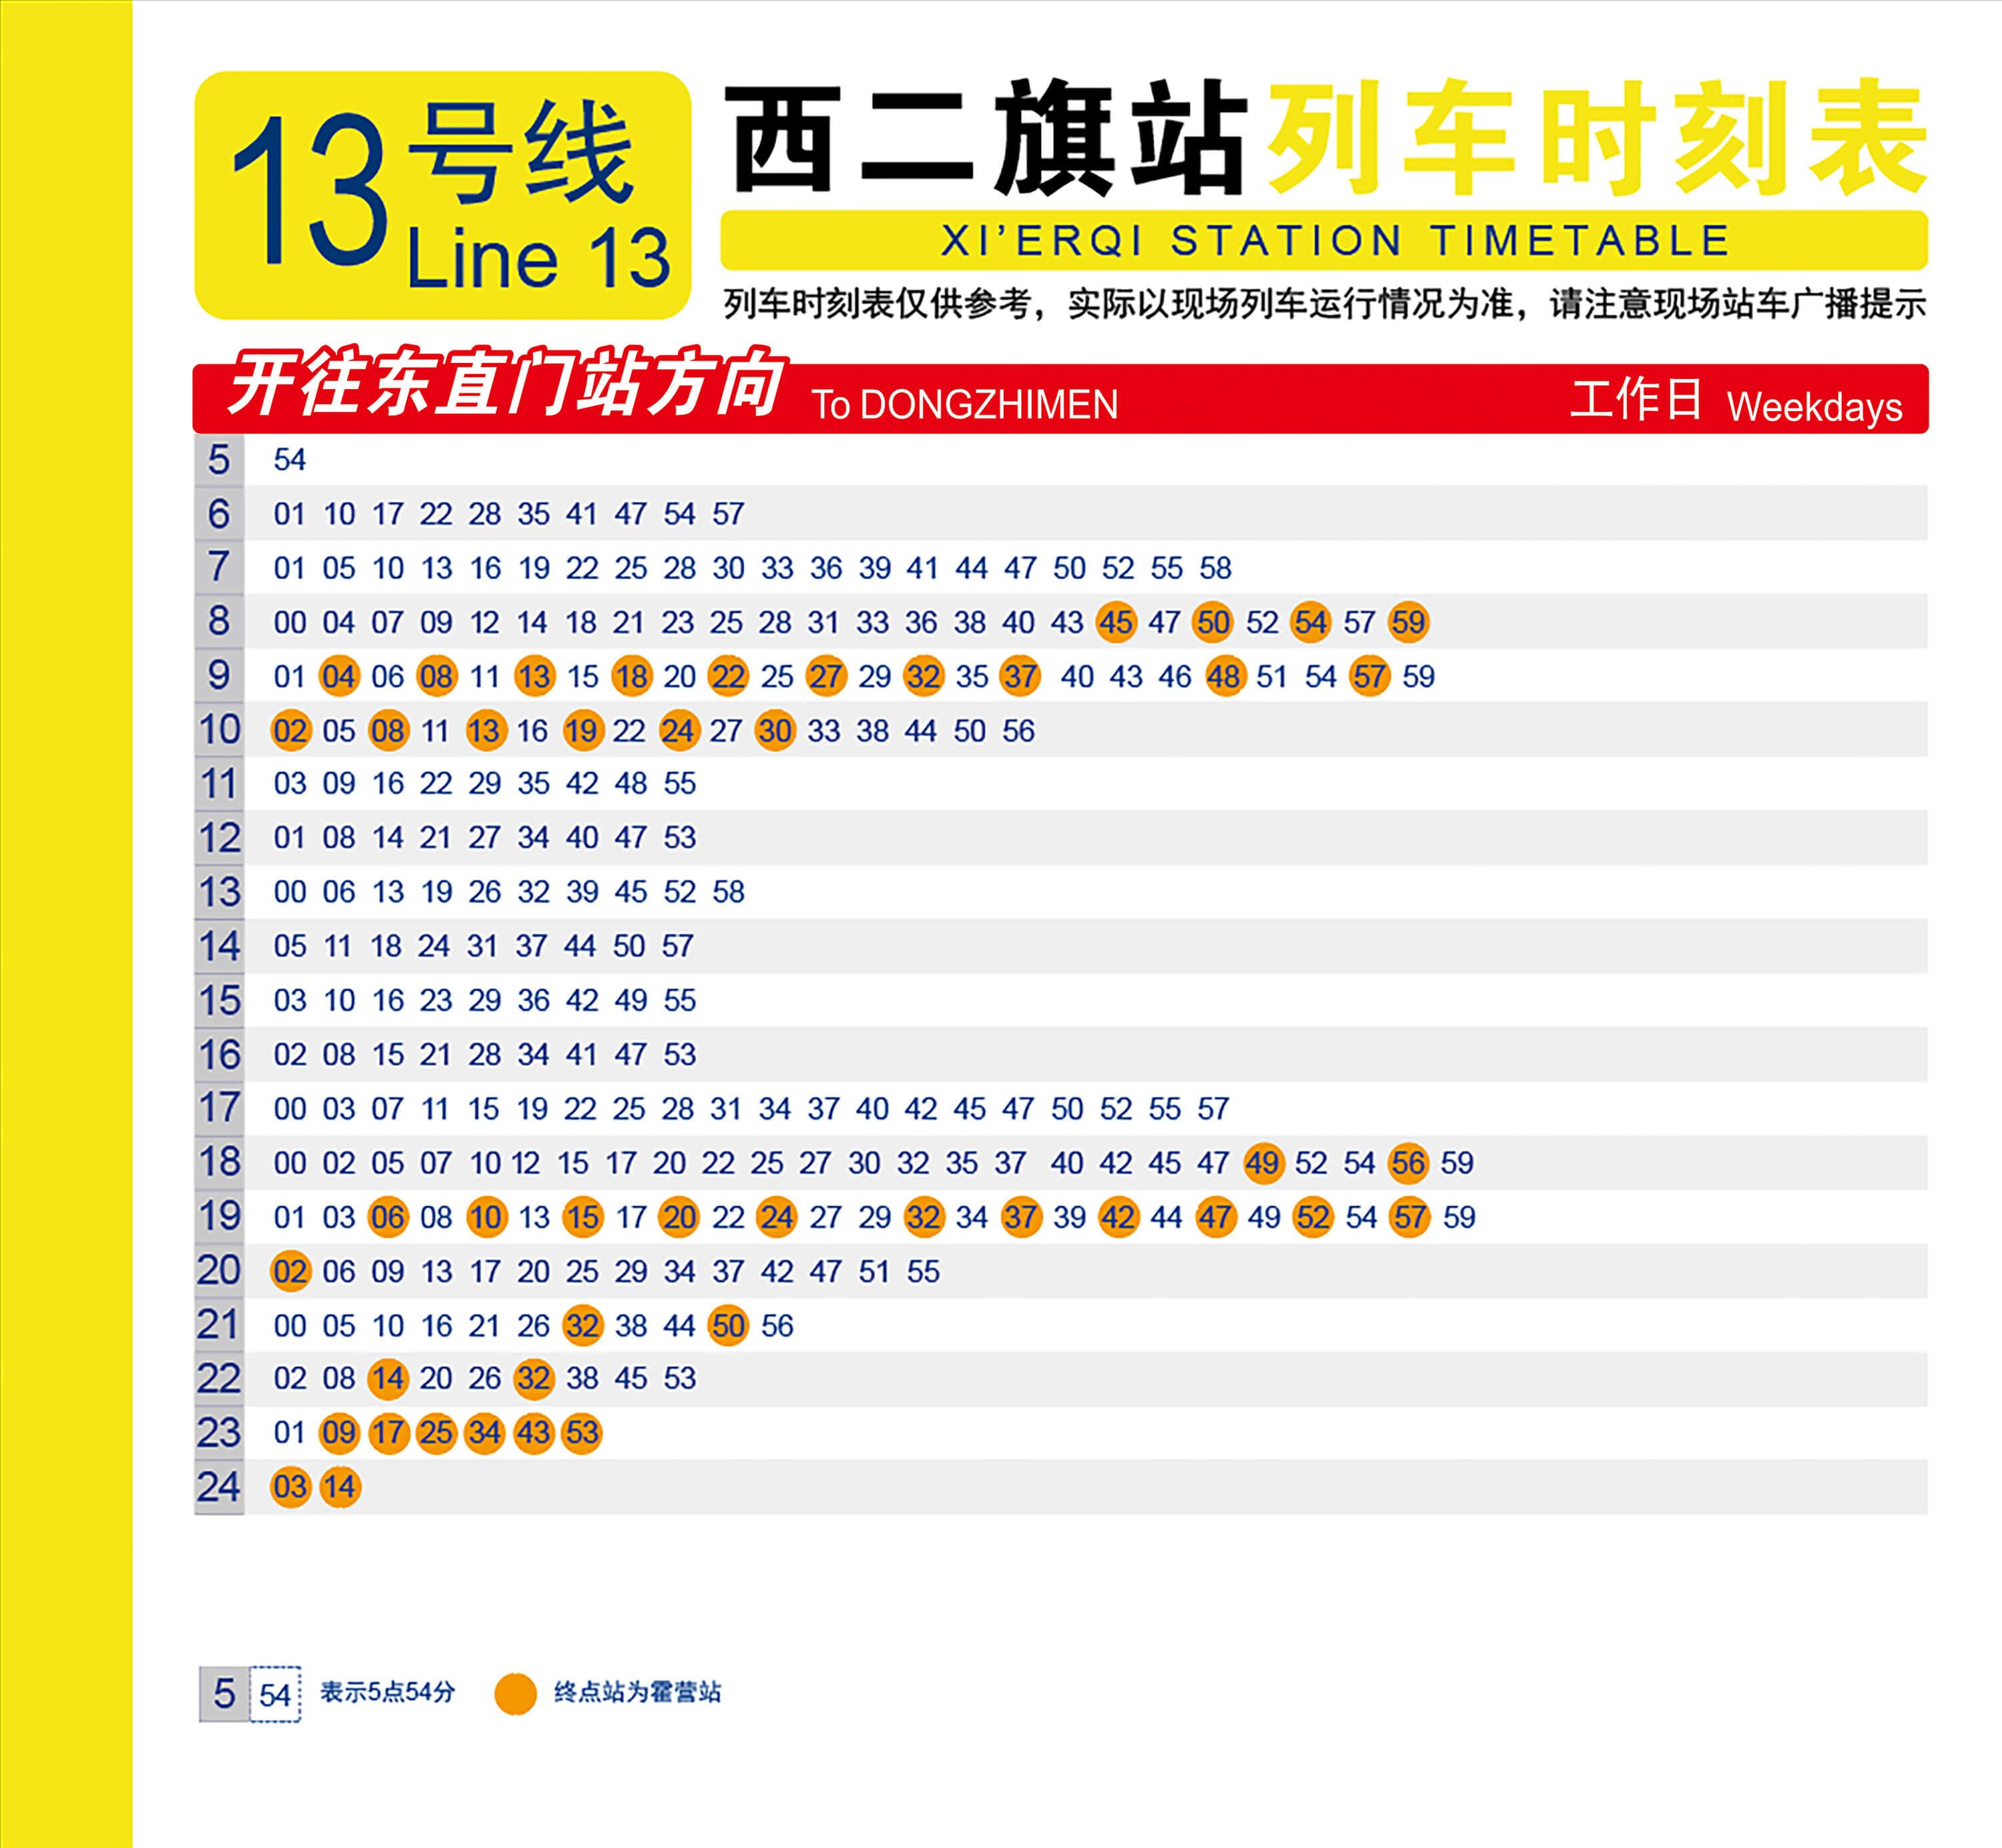 13号线
Line 13
西二旗站列车时刻表
XI'ERQI STATION TIMETABLE
列车时刻表仅供参考，实际以现场列车运行情况为准，请注意现场站车广播提示
开往东直门站方向 To DONGZHIMEN 工作日 Weekdays
5 54
6 01 10 17 22 28 35 41 47 54 57
7 01 05 10 13 16 19 22 25 28 30 33 36 39 41 44 47 50 52 55 58
8 00 04 07 09 12 14 18 21 23 25 28 31 33 36 38 40 43 45 47 50 52 54 57 59
9 01 04 06 08 11 13 15 18 20 22 25 27 29 32 35 37 40 43 46 48 51 54 57 59
10 02 05 08 11 13 16 19 22 24 27 30 33 38 44 50 56
11 03 09 16 22 29 35 42 48 55
12 01 08 14 21 27 34 40 47 53
13 00 06 13 19 26 32 39 45 52 58
14 05 11 18 24 31 37 44 50 57
15 03 10 16 23 29 36 42 49 55
16 02 08 15 21 28 34 41 47 53
17 00 03 07 11 15 19 22 25 28 31 34 37 40 42 45 47 50 52 55 57
18 00 02 05 07 10 12 15 17 20 22 25 27 30 32 35 37 40 42 45 47 49 52 54 56 59
19 01 03 06 08 10 13 15 17 20 22 24 27 29 32 34 37 39 42 44 47 49 52 54 57 59
20 02 06 09 13 17 20 25 29 34 37 42 47 51 55
21 00 05 10 16 21 26 32 38 44 50 56
22 02 08 14 20 26 32 38 45 53
23 01 09 17 25 34 43 53
24 03 14
5 54 表示5点54分 终点站为霍营站